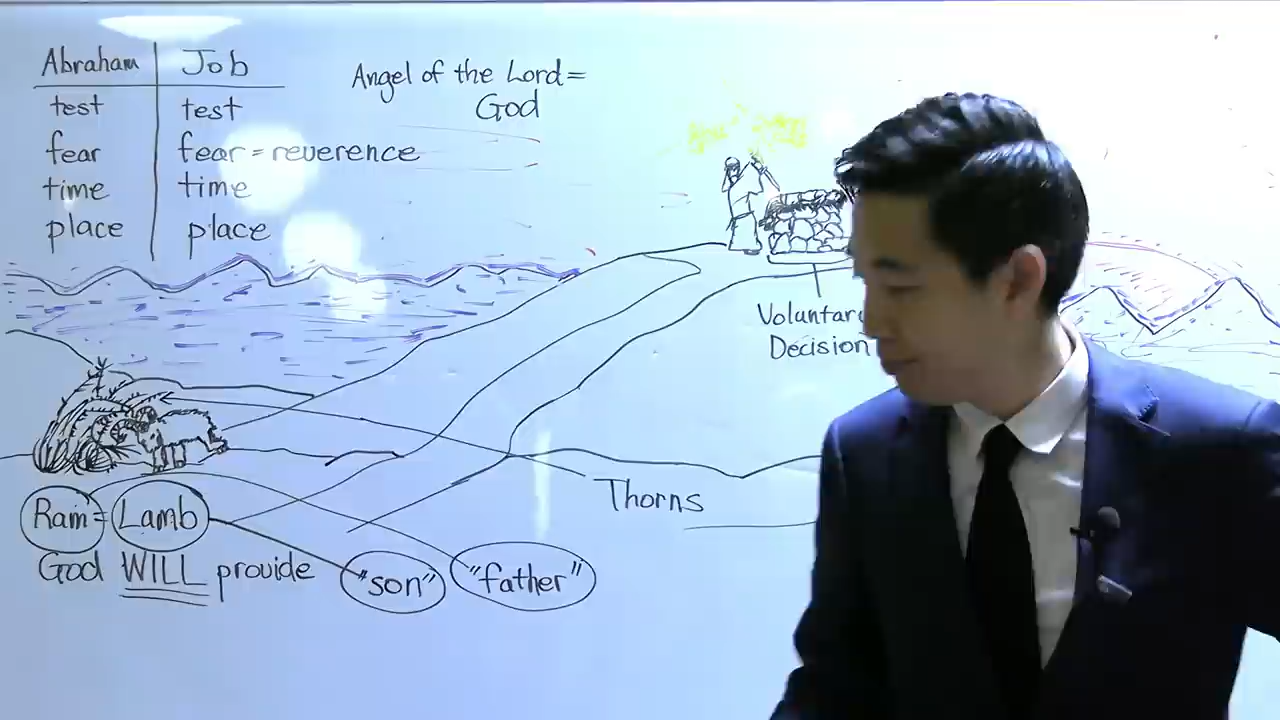 Abraham Job
test test
fear fear = reverence
time time
place place
Angel of the Lord =
God
Voluntary
Decision
Thorns
Ram = Lamb
God WILL provide
"son" "father"